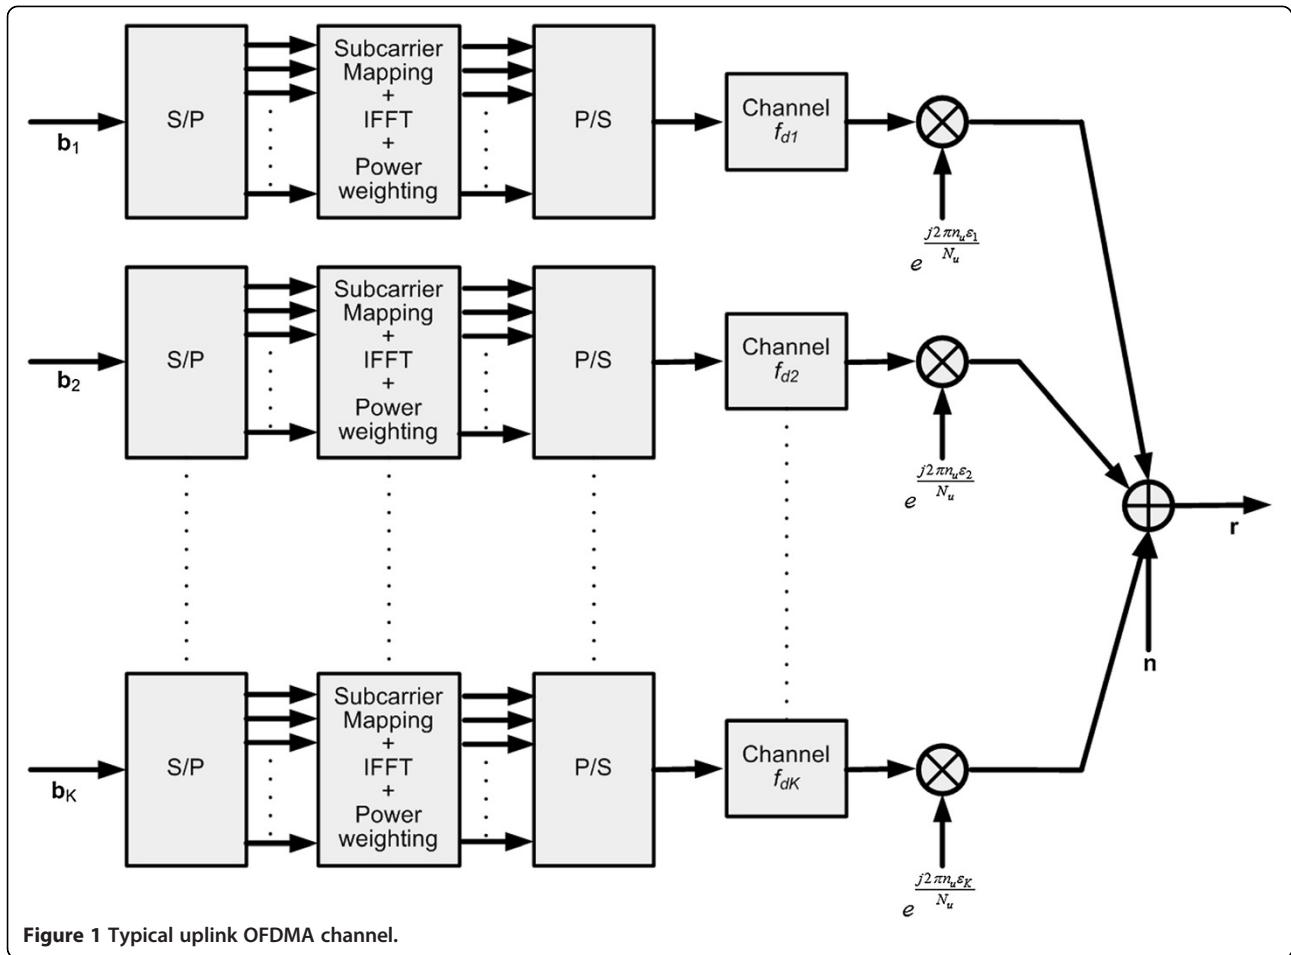 b1
S/P
Subcarrier
Mapping
+
IFFT
+
Power
weighting
P/S
Channel
fd1
e^(j2πnuε1/Nu)
b2
S/P
Subcarrier
Mapping
+
IFFT
+
Power
weighting
P/S
Channel
fd2
e^(j2πnuε2/Nu)
r
n
bK
S/P
Subcarrier
Mapping
+
IFFT
+
Power
weighting
P/S
Channel
fdK
e^(j2πnuεK/Nu)
Figure 1 Typical uplink OFDMA channel.